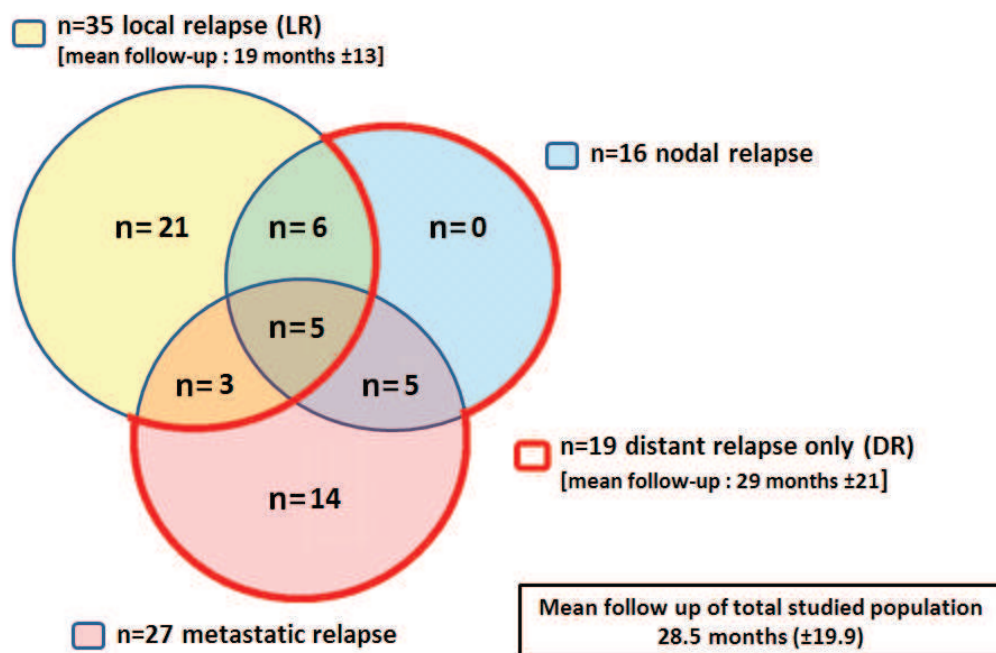 n=35 local relapse (LR)
[mean follow-up : 19 months ±13]
n=16 nodal relapse
n=21
n=6
n=0
n=5
n=3
n=5
n=19 distant relapse only (DR)
[mean follow-up : 29 months ±21]
n=14
Mean follow up of total studied population
28.5 months (±19.9)
n=27 metastatic relapse